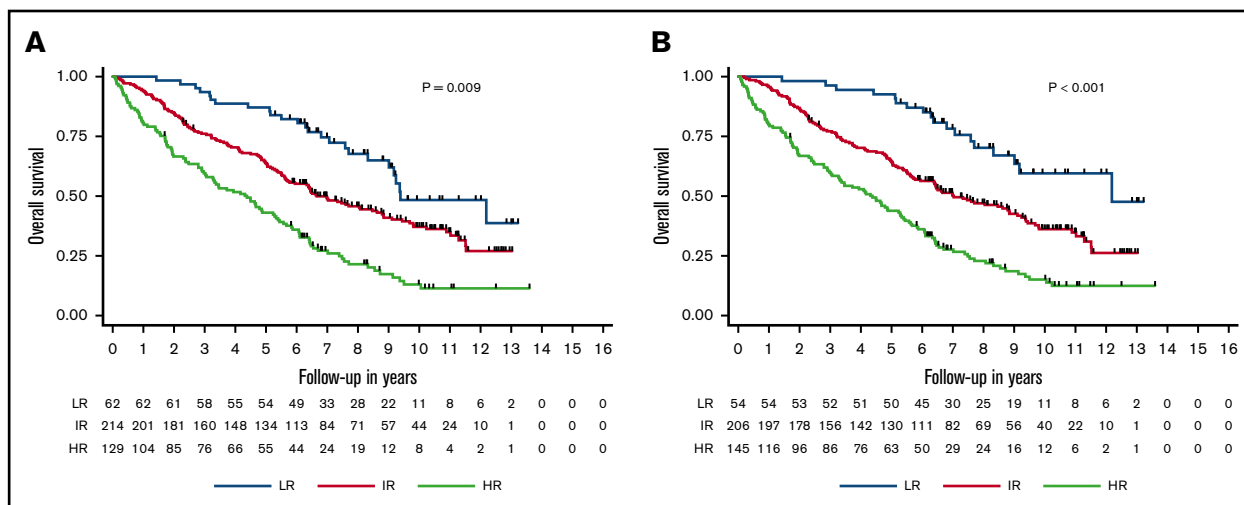 A
1.00
0.75
0.50
0.25
0.00
Overall survival
P = 0.009
0 1 2 3 4 5 6 7 8 9 10 11 12 13 14 15 16
Follow-up in years
LR 62 62 61 58 55 54 49 33 28 22 11 8 6 2 0 0 0
IR 214 201 181 160 148 134 113 84 71 57 44 24 10 1 0 0 0
HR 129 104 85 76 66 55 44 24 19 12 8 4 2 1 0 0 0
LR IR HR
B
1.00
0.75
0.50
0.25
0.00
Overall survival
P < 0.001
0 1 2 3 4 5 6 7 8 9 10 11 12 13 14 15 16
Follow-up in years
LR 54 54 53 52 51 50 45 30 25 19 11 8 6 2 0 0 0
IR 206 197 178 156 142 130 111 82 69 56 40 22 10 1 0 0 0
HR 145 116 96 86 76 63 50 29 24 16 12 6 2 1 0 0 0
LR IR HR